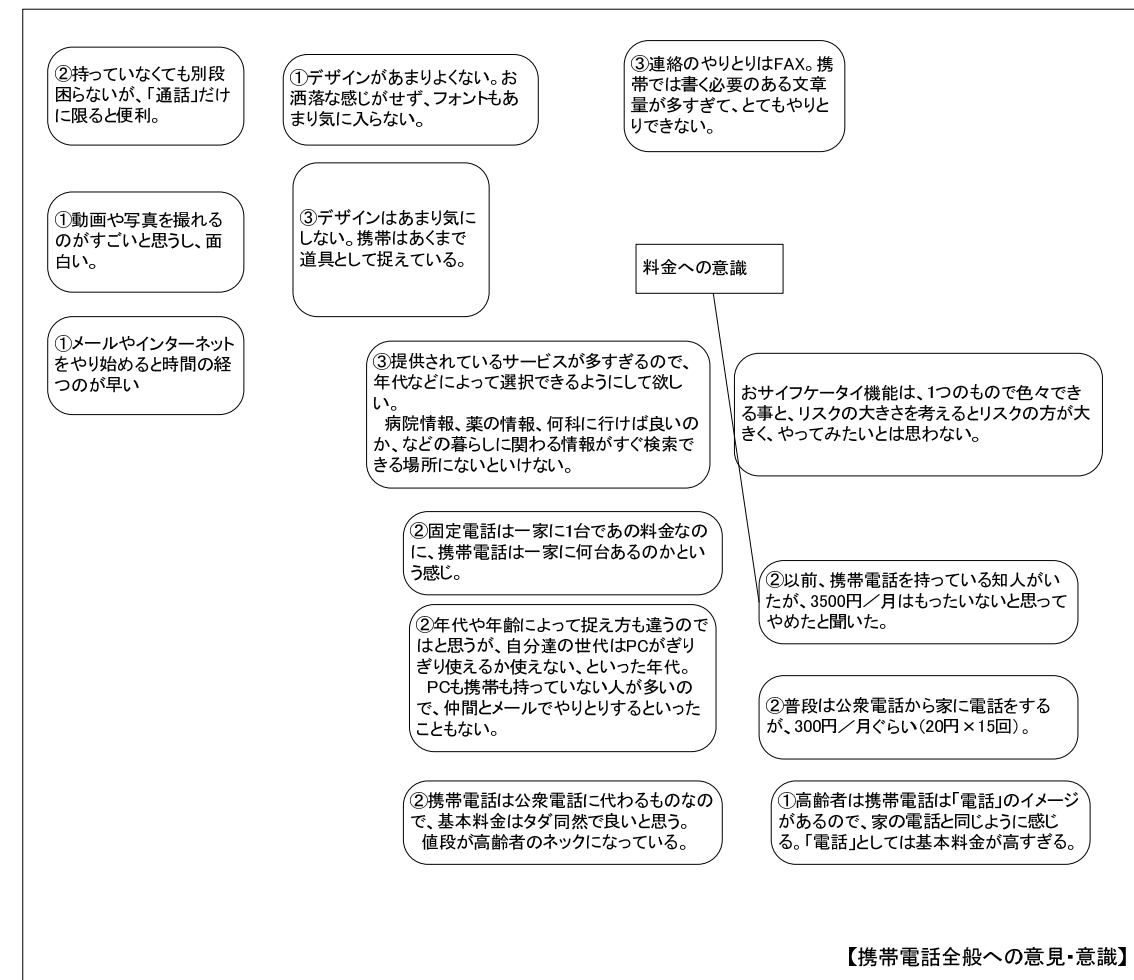 ②持っていなくても別段
困らないが、「通話」だけ
に限ると便利。
①デザインがあまりよくない。お
洒落な感じがせず、フォントもあ
まり気に入らない。
③連絡のやりとりはFAX。携
帯では書く必要のある文章
量が多すぎて、とてもやりと
りできない。
①動画や写真を撮れる
のがすごいと思うし、面
白い。
③デザインはあまり気に
しない。携帯はあくまで
道具として捉えている。
料金への意識
①メールやインターネット
をやり始めると時間の経
つのが早い
③提供されているサービスが多すぎるので、
年代などによって選択できるようにして欲し
い。
病院情報、薬の情報、何科に行けば良いの
か、などの暮らしに関わる情報がすぐ検索で
きる場所にないといけない。
おサイフケータイ機能は、1つのもので色々でき
る事と、リスクの大きさを考えるとリスクの方が大
きく、やってみたいとは思わない。
②固定電話は一家に1台であの料金なの
に、携帯電話は一家に何台あるのかとい
う感じ。
②以前、携帯電話を持っている知人がい
たが、3500円／月はもったいないと思って
やめたと聞いた。
②年代や年齢によって捉え方も違うので
はと思うが、自分達の世代はPCがぎり
ぎり使えるか使えない、といった年代。
PCも携帯も持っていない人が多いの
で、仲間とメールでやりとりするといった
こともない。
②普段は公衆電話から家に電話をする
が、300円／月ぐらい（20円×15回）。
②携帯電話は公衆電話に代わるものなの
で、基本料金はタダ同然で良いと思う。
値段が高齢者のネックになっている。
①高齢者は携帯電話は「電話」のイメージ
があるので、家の電話と同じように感じ
る。「電話」としては基本料金が高すぎる。
【携帯電話全般への意見・意識】